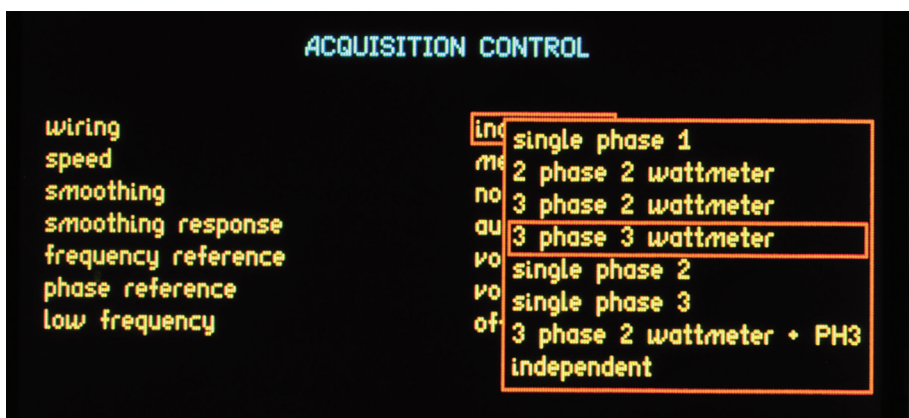 ACQUISITION CONTROL
wiring
speed
smoothing
smoothing response
frequency reference
phase reference
low frequency
single phase 1
2 phase 2 wattmeter
3 phase 2 wattmeter
3 phase 3 wattmeter
single phase 2
single phase 3
3 phase 2 wattmeter + PH3
independent